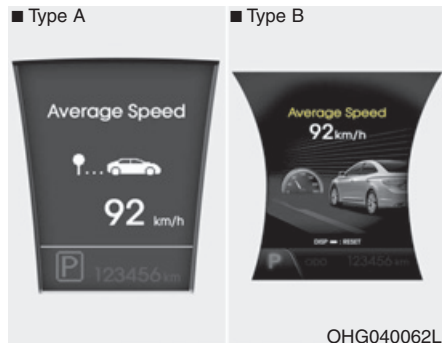 ■ Type A
Average Speed
92 km/h
P 123456 km
■ Type B
Average Speed
92km/h
DISP ➡ : RESET
P ODO 123456 km
OHG040062L